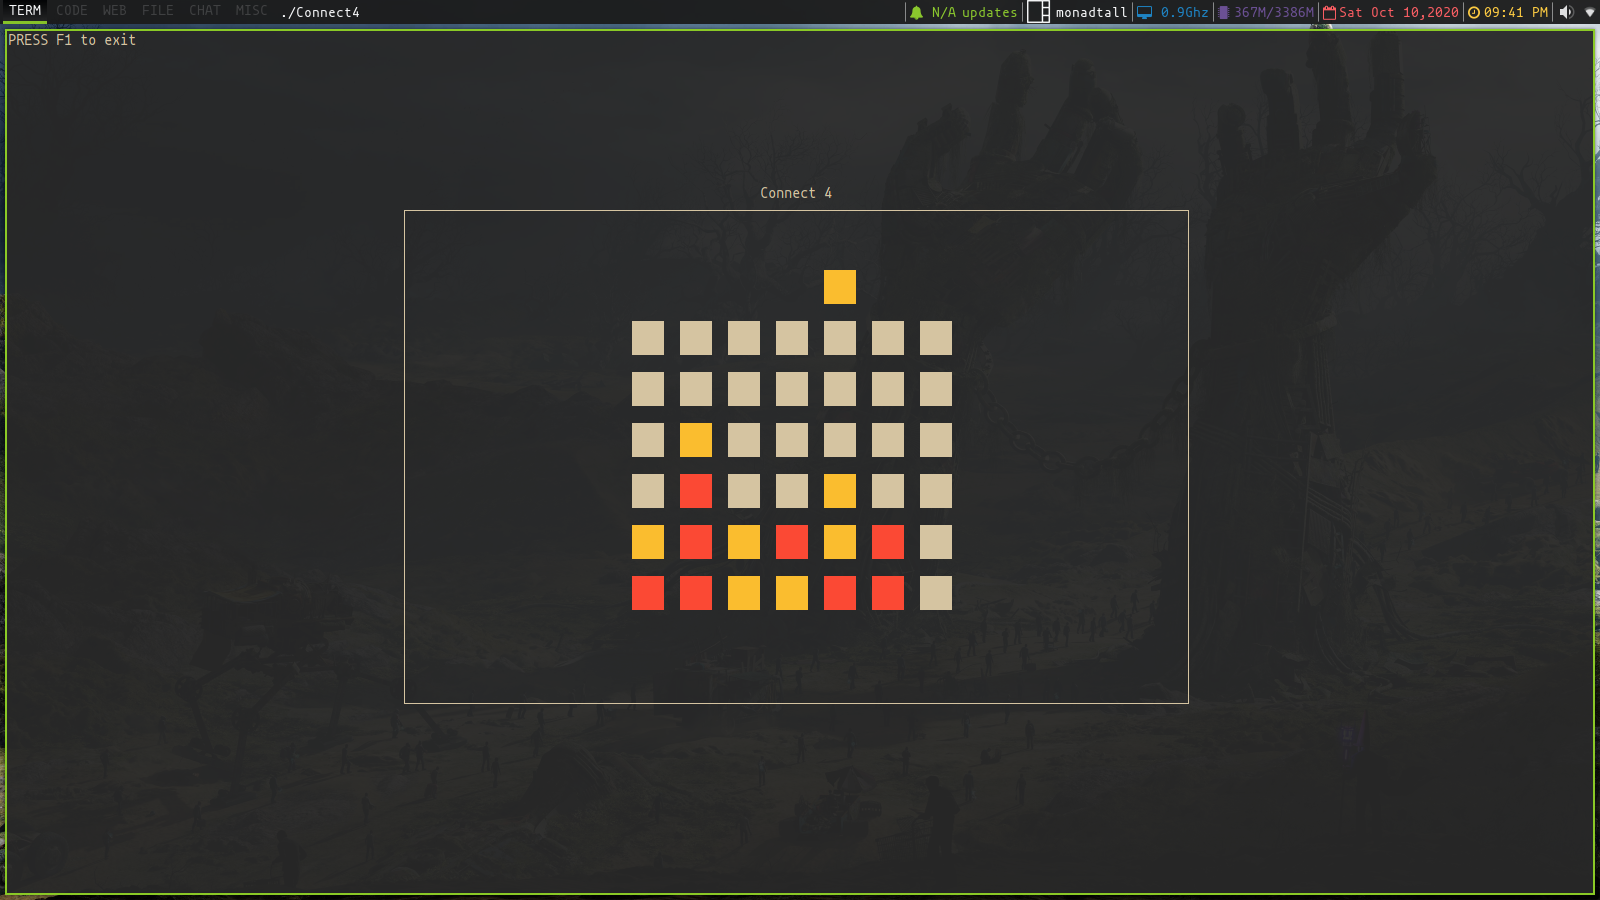 TERM CODE WEB FILE CHAT MISC ./Connect4 N/A updates monadtall 0.9Ghz 367M/3386M Sat Oct 10,2020 09:41 PM
PRESS F1 to exit
Connect 4